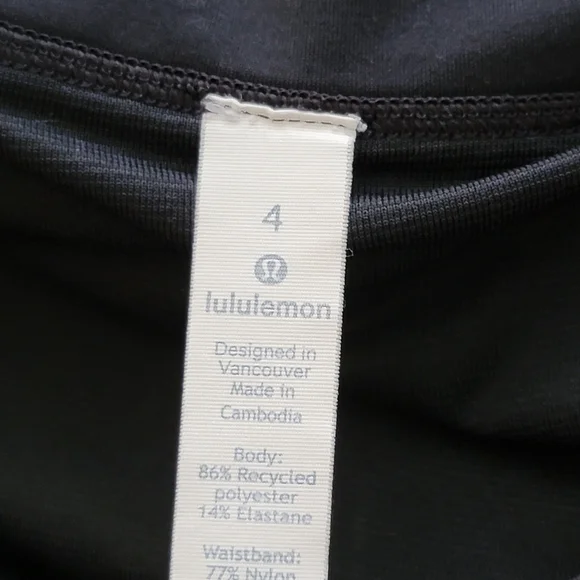 4
lululemon
Designed in
Vancouver
Made in
Cambodia
Body:
86% Recycled
polyester
14% Elastane
Waistband:
77% Nylon